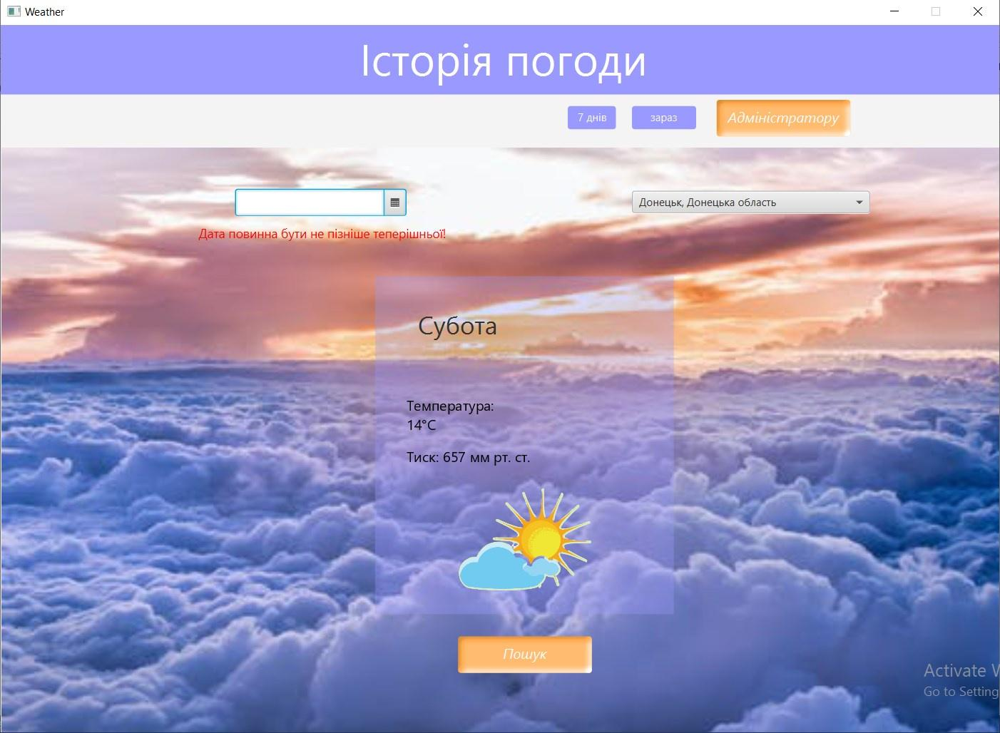 Weather
Історія погоди
7 днів
зараз
Адміністратору
Донецьк, Донецька область
Дата повинна бути не пізніше теперішньої!
Субота
Температура:
14°C
Тиск: 657 мм рт. ст.
Пошук
Activate W
Go to Setting